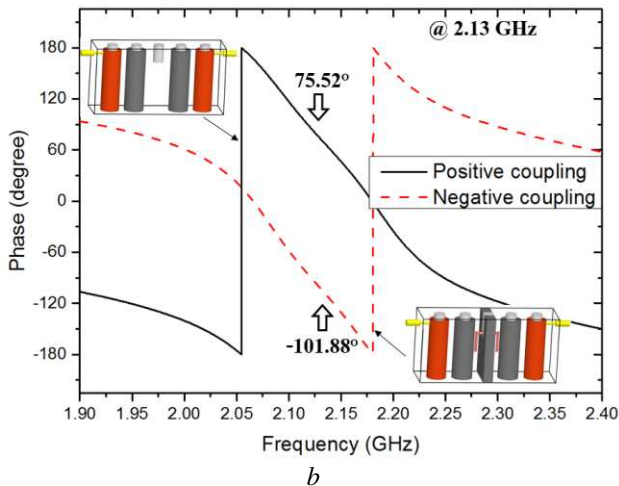 @ 2.13 GHz
180
120
60
0
-60
-120
-180
Phase (degree)
75.52º
Positive coupling
Negative coupling
-101.88º
1.90
1.95
2.00
2.05
2.10
2.15
2.20
2.25
2.30
2.35
2.40
Frequency (GHz)
b